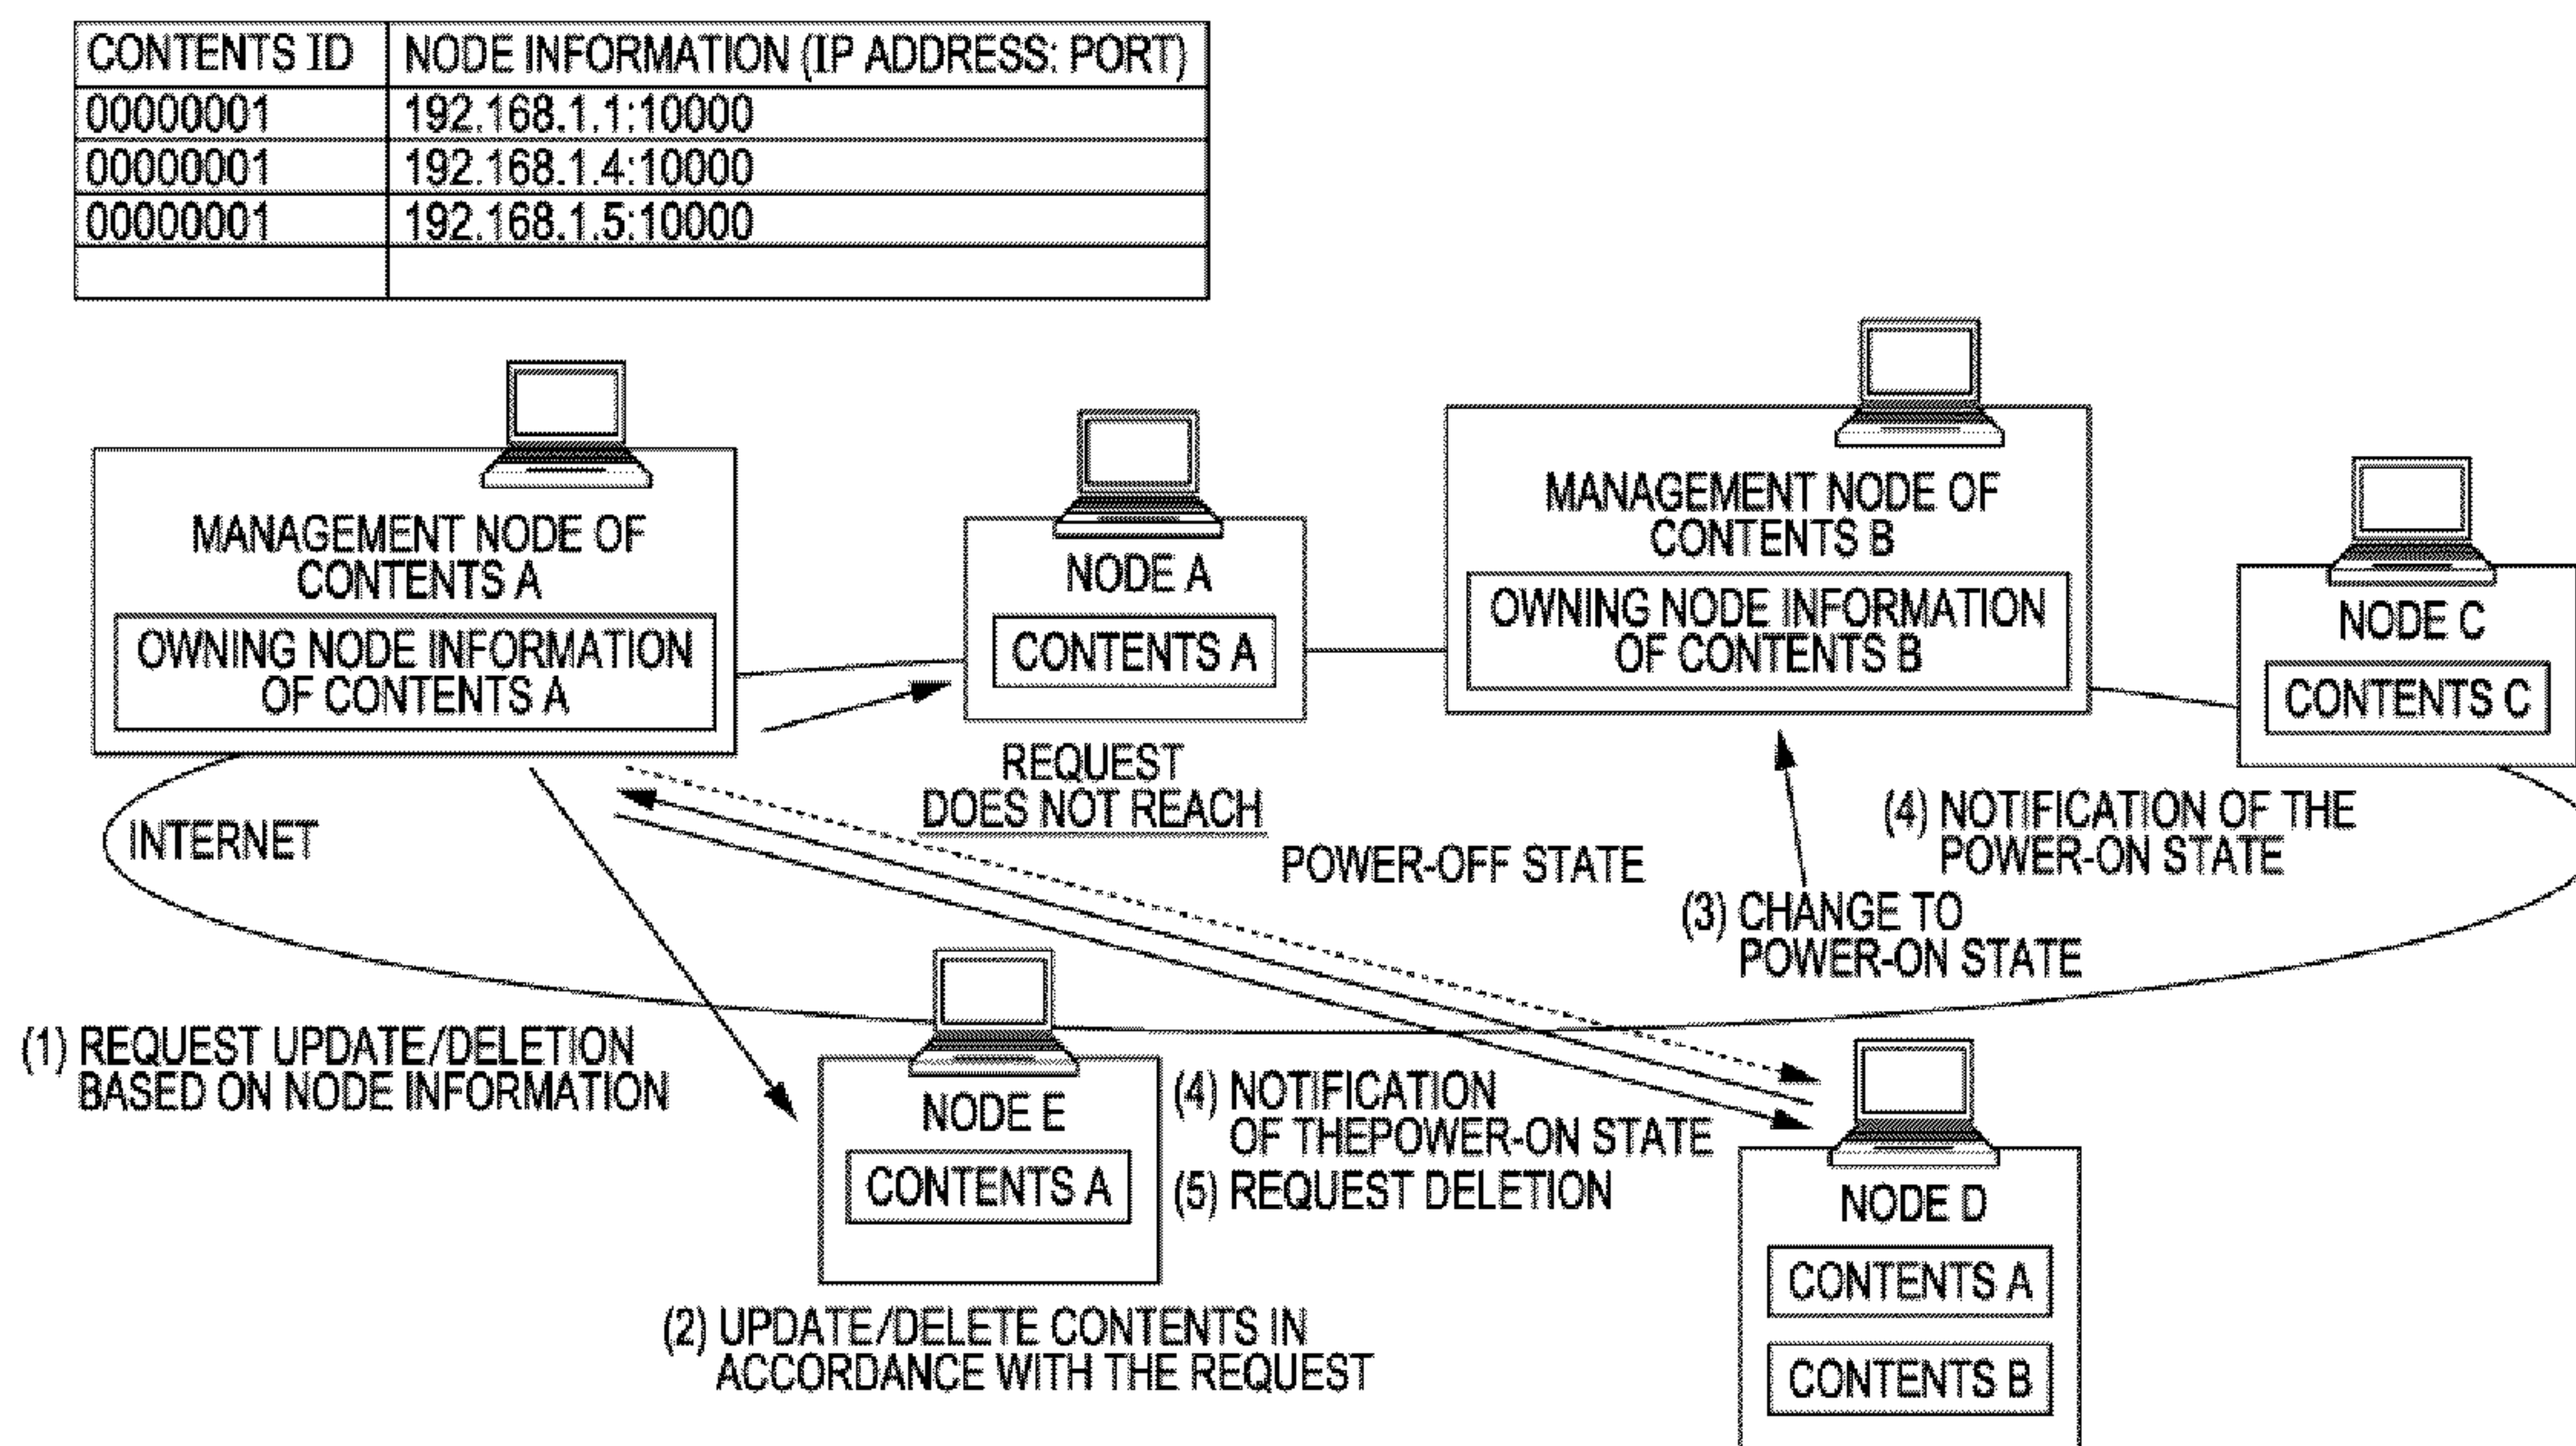 CONTENTS ID NODE INFORMATION (IP ADDRESS: PORT)
00000001 192.168.1.1:10000
00000001 192.168.1.4:10000
00000001 192.168.1.5:10000
MANAGEMENT NODE OF
CONTENTS A
OWNING NODE INFORMATION
OF CONTENTS A
NODE A
CONTENTS A
MANAGEMENT NODE OF
CONTENTS B
OWNING NODE INFORMATION
OF CONTENTS B
NODE C
CONTENTS C
INTERNET
REQUEST
DOES NOT REACH
POWER-OFF STATE
(4) NOTIFICATION OF THE
POWER-ON STATE
(3) CHANGE TO
POWER-ON STATE
(1) REQUEST UPDATE/DELETION
BASED ON NODE INFORMATION
NODE E
CONTENTS A
(4) NOTIFICATION
OF THEPOWER-ON STATE
(5) REQUEST DELETION
(2) UPDATE/DELETE CONTENTS IN
ACCORDANCE WITH THE REQUEST
NODE D
CONTENTS A
CONTENTS B